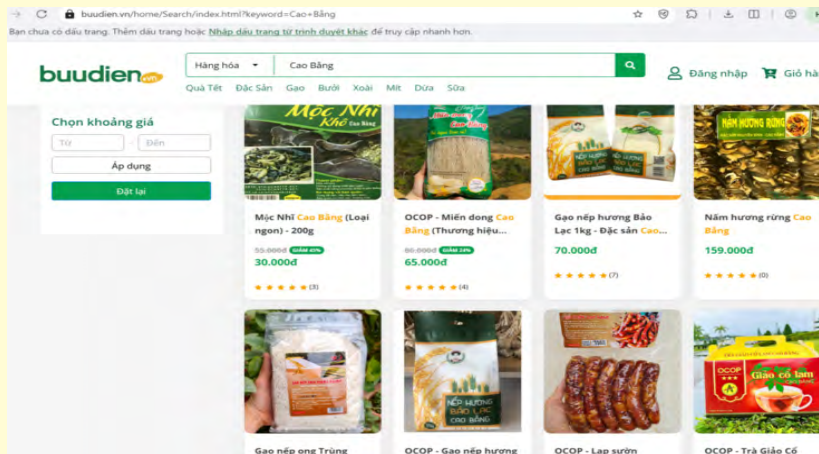 buudien.vn/home/Search/index.html?keyword=Cao+Bằng
Bạn chưa có dấu trang. Thêm dấu trang hoặc Nhập dấu trang từ trình duyệt khác để truy cập nhanh hơn.
buudien.vn
Hàng hóa
Cao Bằng
Đăng nhập
Giỏ hà
Quà Tết Đặc Sản Gạo Bưởi Xoài Mít Dừa Sữa
Chọn khoảng giá
Từ - Đến
Áp dụng
Đặt lại
Mộc Nhĩ
Khô Cao Bằng
NẤM HƯƠNG RỪNG
Mộc Nhĩ Cao Bằng (Loại
ngon) - 200g
55.000đ GIẢM 45%
30.000đ
(3)
OCOP - Miến dong Cao
Bằng (Thương hiệu...
86.000đ GIẢM 24%
65.000đ
(4)
Gạo nếp hương Bảo
Lạc 1kg - Đặc sản Cao...
70.000đ
(7)
Nấm hương rừng Cao
Bằng
159.000đ
(0)
NẾP HƯƠNG
BẢO LẠC
CAO BẰNG
OCOP
Giảo cổ lam
Gạo nếp ong Trùng
OCOP - Gạo nếp hương
OCOP - Lạp sườn
OCOP - Trà Giảo Cổ